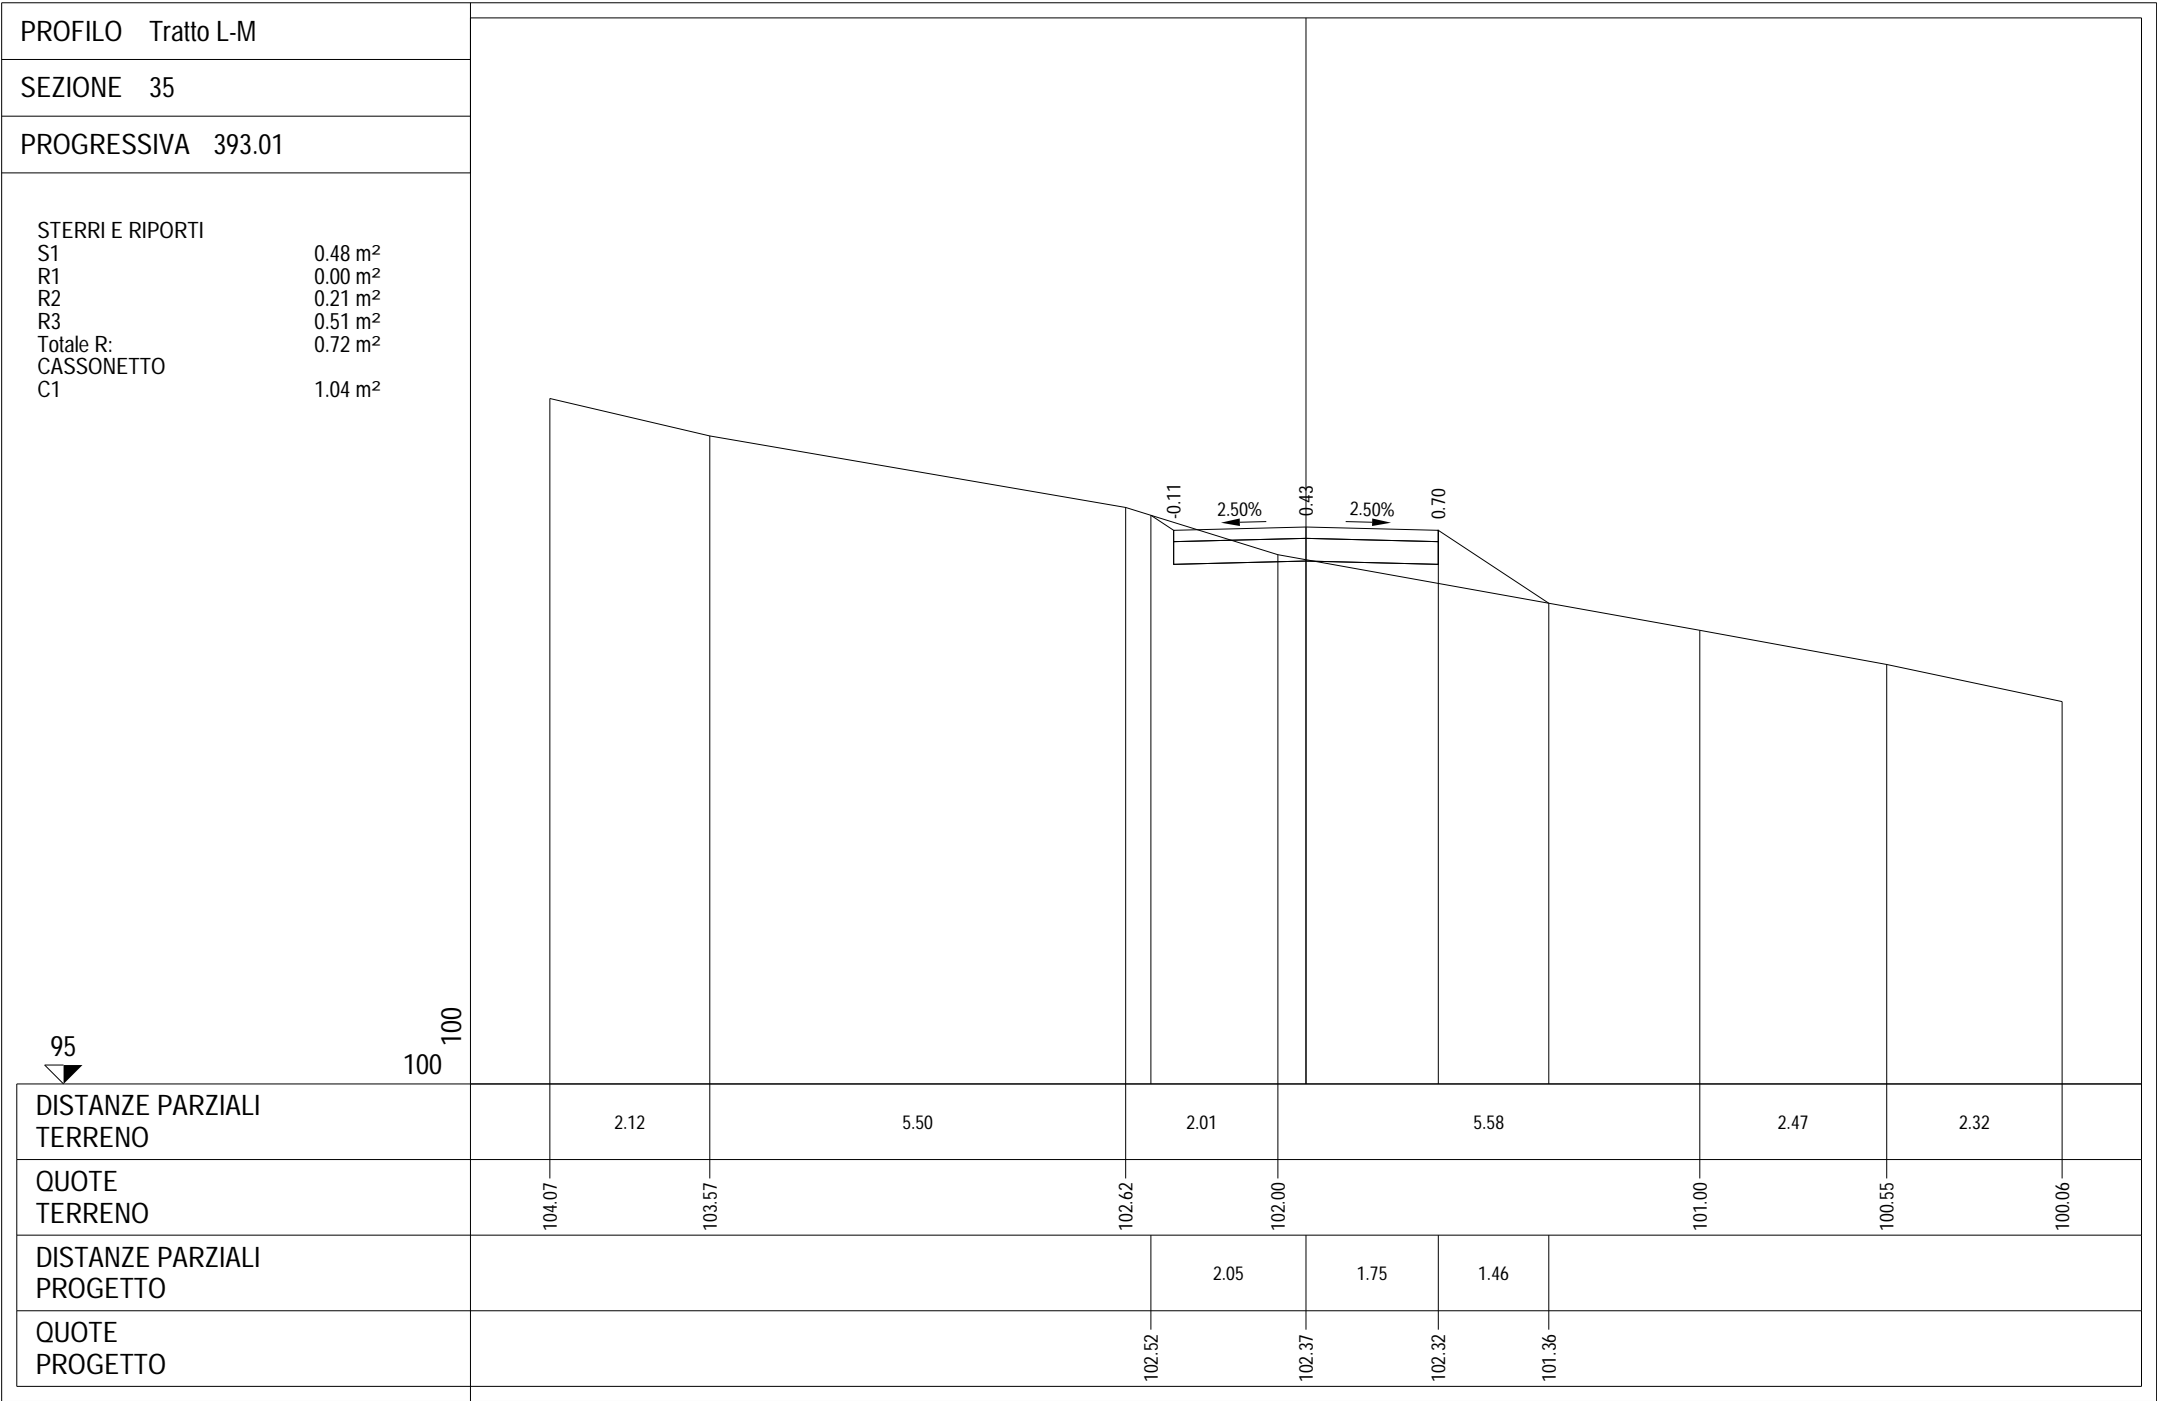 PROFILO Tratto L-M
SEZIONE 35
PROGRESSIVA 393.01
STERRI E RIPORTI
S1 0.48 m²
R1 0.00 m²
R2 0.21 m²
R3 0.51 m²
Totale R: 0.72 m²
CASSONETTO
C1 1.04 m²
-0.11
2.50%
0.43
2.50%
0.70
95
100
100
DISTANZE PARZIALI
TERRENO
2.12 5.50 2.01 5.58 2.47 2.32
QUOTE
TERRENO
104.07 103.57 102.62 102.00 101.00 100.55 100.06
DISTANZE PARZIALI
PROGETTO
2.05 1.75 1.46
QUOTE
PROGETTO
102.52 102.37 102.32 101.36